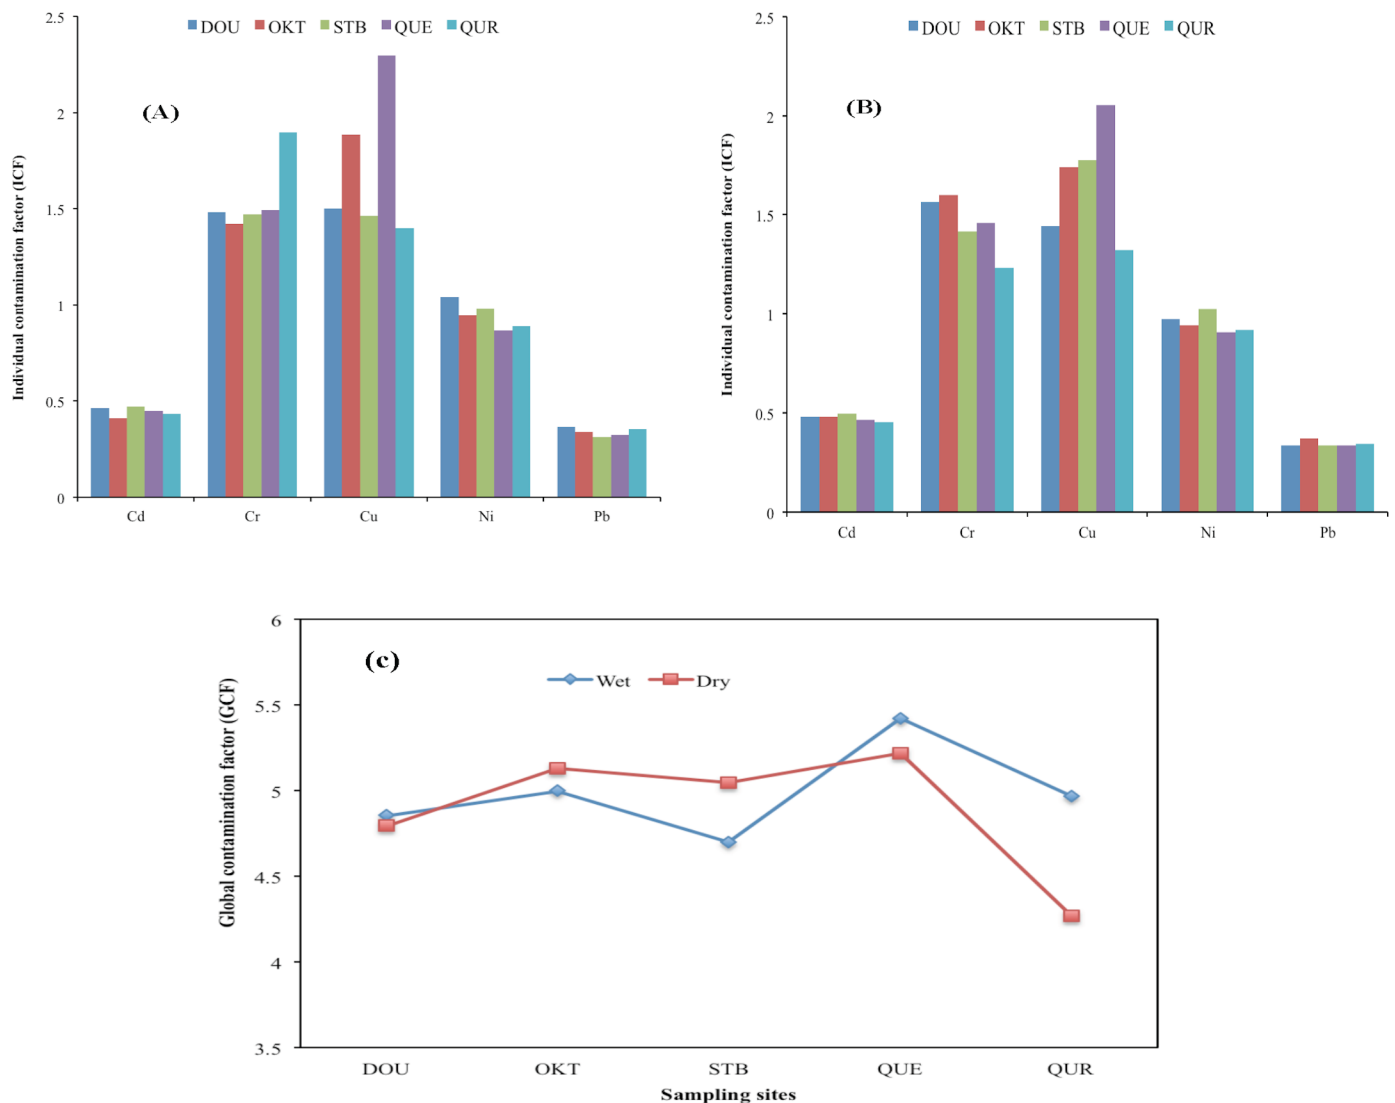 2.5
DOU OKT STB QUE QUR
(A)
2
1.5
1
0.5
0
Individual contamination factor (ICF)
Cd Cr Cu Ni Pb
2.5
DOU OKT STB QUE QUR
(B)
2
1.5
1
0.5
0
Individual contamination factor (ICF)
Cd Cr Cu Ni Pb
6
(c)
Wet Dry
5.5
5
4.5
4
3.5
Global contamination factor (GCF)
DOU OKT STB QUE QUR
Sampling sites